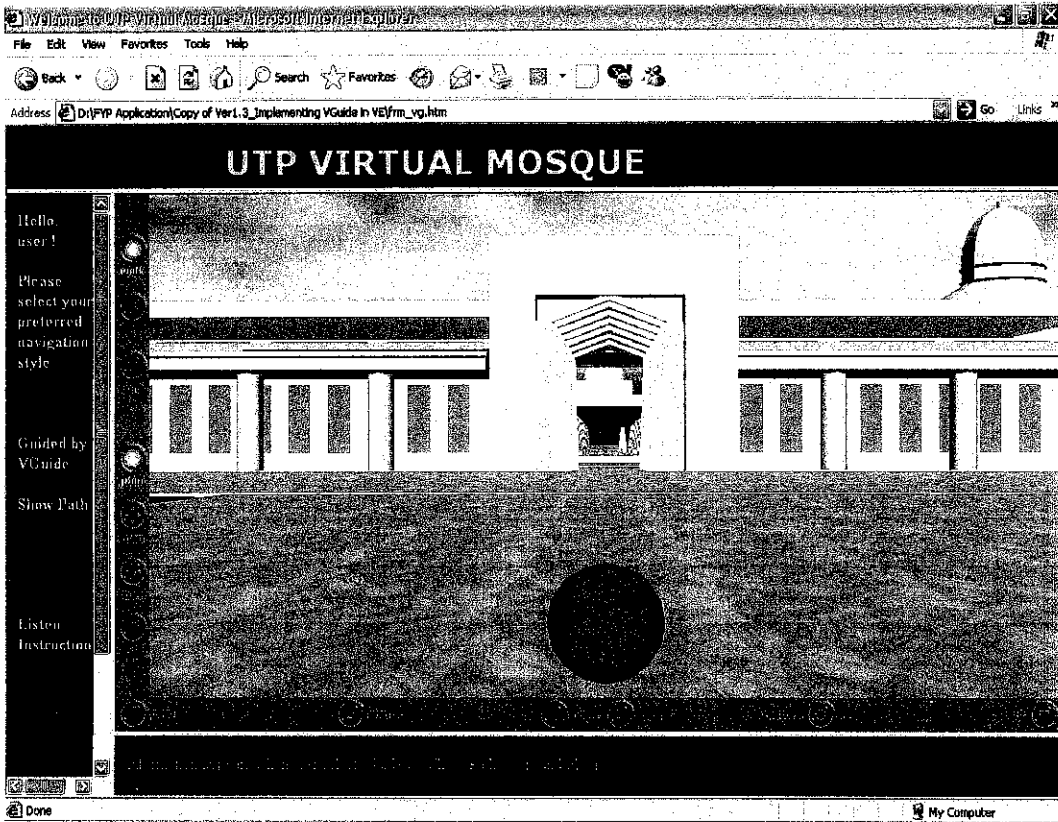 Welcome to UTP Virtual Mosque - Microsoft Internet Explorer
File Edit View Favorites Tools Help
Back Search Favorites
Address D:\FYP Application\Copy of Ver1.3_Implementing VGuide in VE\frm_vg.htm Go Links »
UTP VIRTUAL MOSQUE
Hello,
user !
Please
select your
preferred
navigation
style
Guided by
VGuide
Show Path
Listen
Instruction
Done My Computer